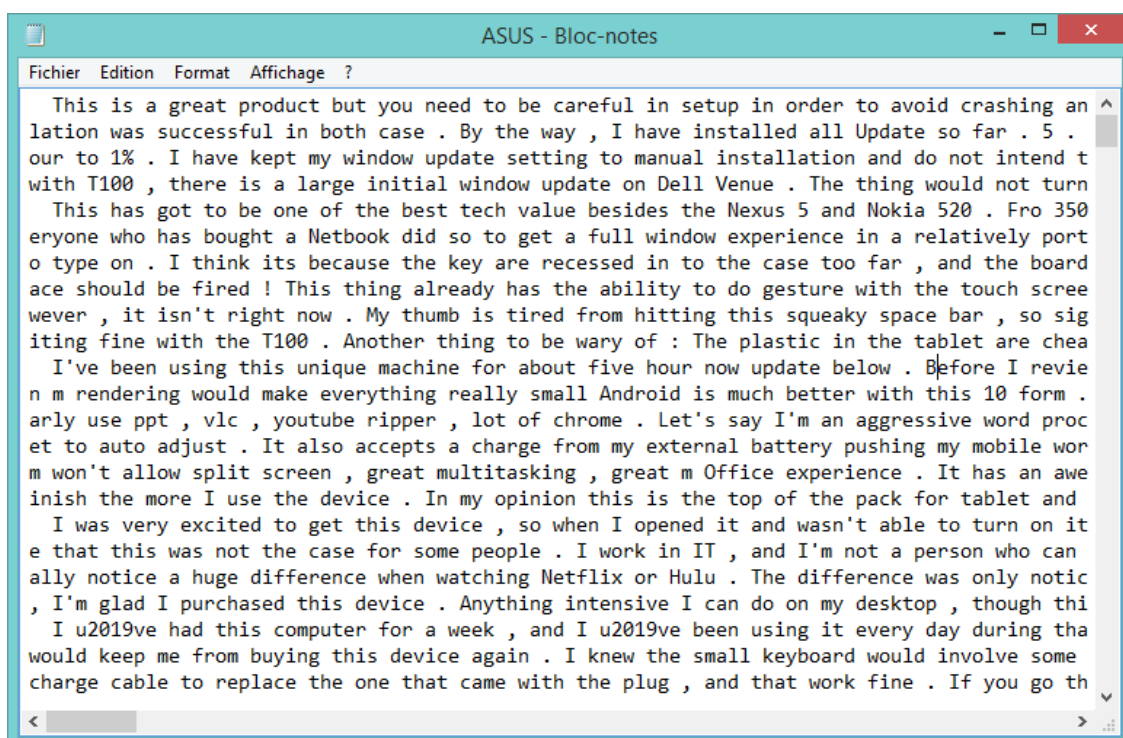 ASUS - Bloc-notes
Fichier Edition Format Affichage ?
This is a great product but you need to be careful in setup in order to avoid crashing an
lation was successful in both case . By the way , I have installed all Update so far . 5 .
our to 1% . I have kept my window update setting to manual installation and do not intend t
with T100 , there is a large initial window update on Dell Venue . The thing would not turn
This has got to be one of the best tech value besides the Nexus 5 and Nokia 520 . Fro 350
eryone who has bought a Netbook did so to get a full window experience in a relatively port
o type on . I think its because the key are recessed in to the case too far , and the board
ace should be fired ! This thing already has the ability to do gesture with the touch scree
wever , it isn't right now . My thumb is tired from hitting this squeaky space bar , so sig
iting fine with the T100 . Another thing to be wary of : The plastic in the tablet are chea
I've been using this unique machine for about five hour now update below . Before I revie
n m rendering would make everything really small Android is much better with this 10 form .
arly use ppt , vlc , youtube ripper , lot of chrome . Let's say I'm an aggressive word proc
et to auto adjust . It also accepts a charge from my external battery pushing my mobile wor
m won't allow split screen , great multitasking , great m Office experience . It has an awe
inish the more I use the device . In my opinion this is the top of the pack for tablet and
I was very excited to get this device , so when I opened it and wasn't able to turn on it
e that this was not the case for some people . I work in IT , and I'm not a person who can
ally notice a huge difference when watching Netflix or Hulu . The difference was only notic
, I'm glad I purchased this device . Anything intensive I can do on my desktop , though thi
I u2019ve had this computer for a week , and I u2019ve been using it every day during tha
would keep me from buying this device again . I knew the small keyboard would involve some
charge cable to replace the one that came with the plug , and that work fine . If you go th